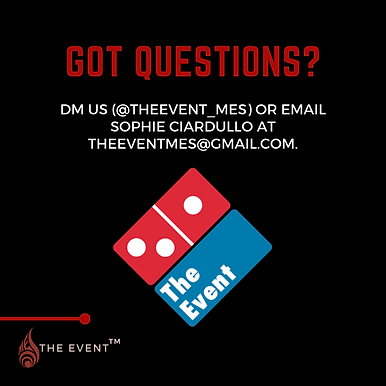 GOT QUESTIONS?
DM US (@THEEVENT_MES) OR EMAIL
SOPHIE CIARDULLO AT
THEEVENTMES@GMAIL.COM.
The
Event
THE EVENT™